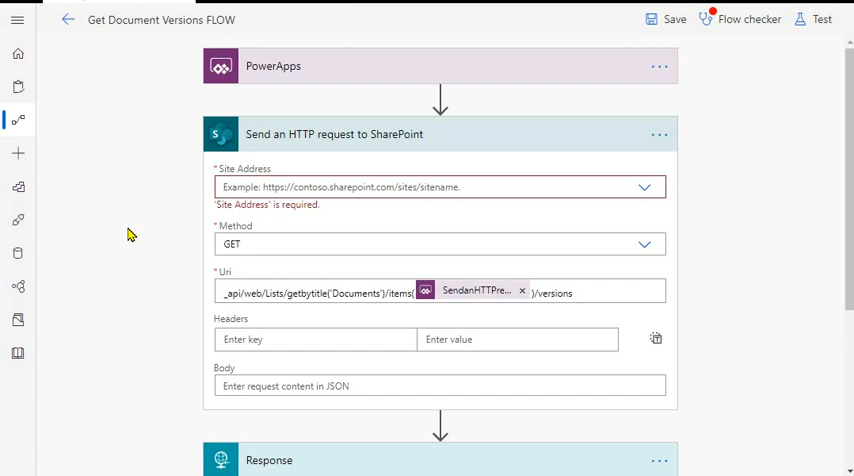 Get Document Versions FLOW
Save
Flow checker
Test
PowerApps
Send an HTTP request to SharePoint
* Site Address
Example: https://contoso.sharepoint.com/sites/sitename.
'Site Address' is required.
* Method
GET
* Uri
_api/web/Lists/getbytitle('Documents')/items( SendanHTTPre... × )/versions
Headers
Enter key Enter value
Body
Enter request content in JSON
Response